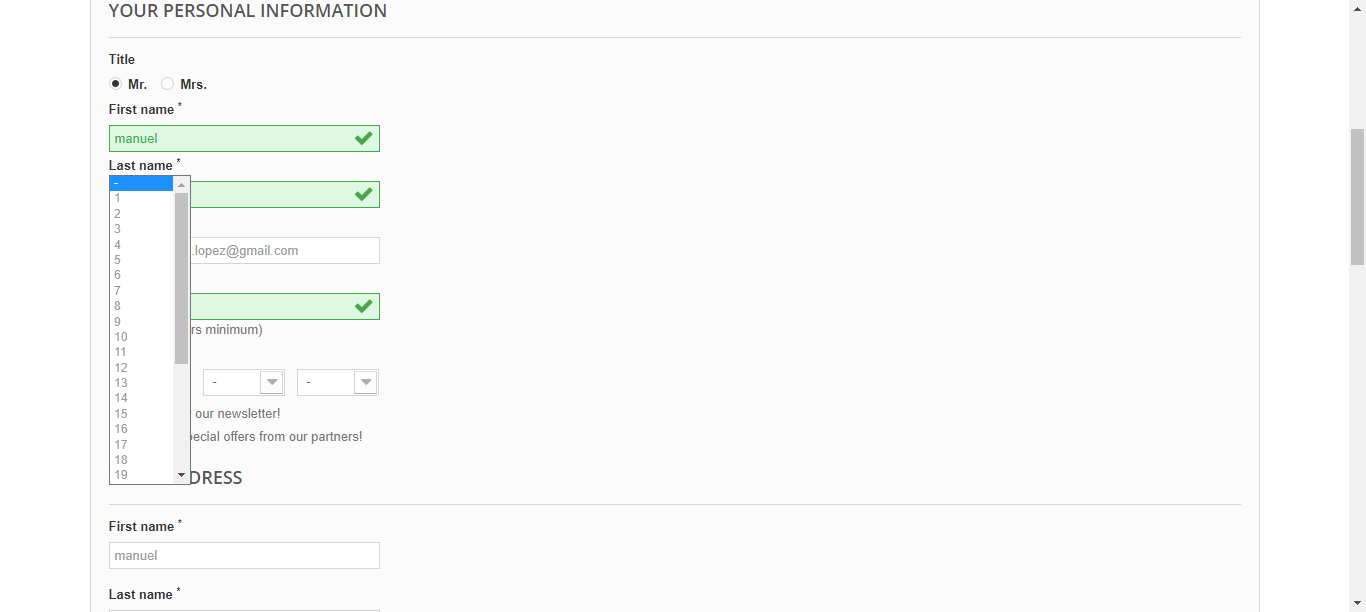 YOUR PERSONAL INFORMATION
Title
Mr. Mrs.
First name *
manuel
Last name *
-
1
2
3
4
5
6
7
8
9
10
11
12
13
14
15
16
17
18
19
.lopez@gmail.com
rs minimum)
- -
our newsletter!
ecial offers from our partners!
DRESS
First name *
manuel
Last name *